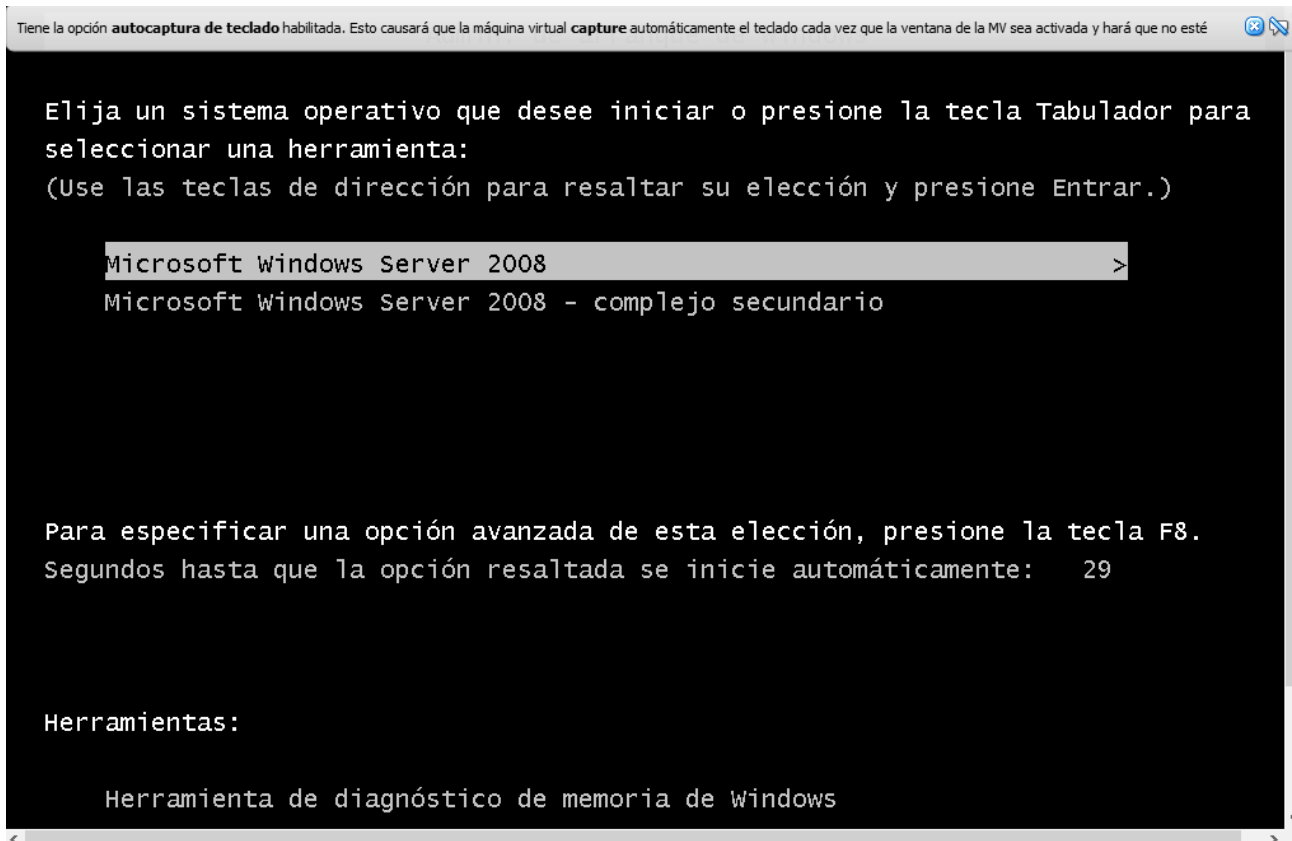 Tiene la opción autocaptura de teclado habilitada. Esto causará que la máquina virtual capture automáticamente el teclado cada vez que la ventana de la MV sea activada y hará que no esté
Elija un sistema operativo que desee iniciar o presione la tecla Tabulador para
seleccionar una herramienta:
(Use las teclas de dirección para resaltar su elección y presione Entrar.)
Microsoft Windows Server 2008 >
Microsoft Windows Server 2008 - complejo secundario
Para especificar una opción avanzada de esta elección, presione la tecla F8.
Segundos hasta que la opción resaltada se inicie automáticamente: 29
Herramientas:
Herramienta de diagnóstico de memoria de Windows